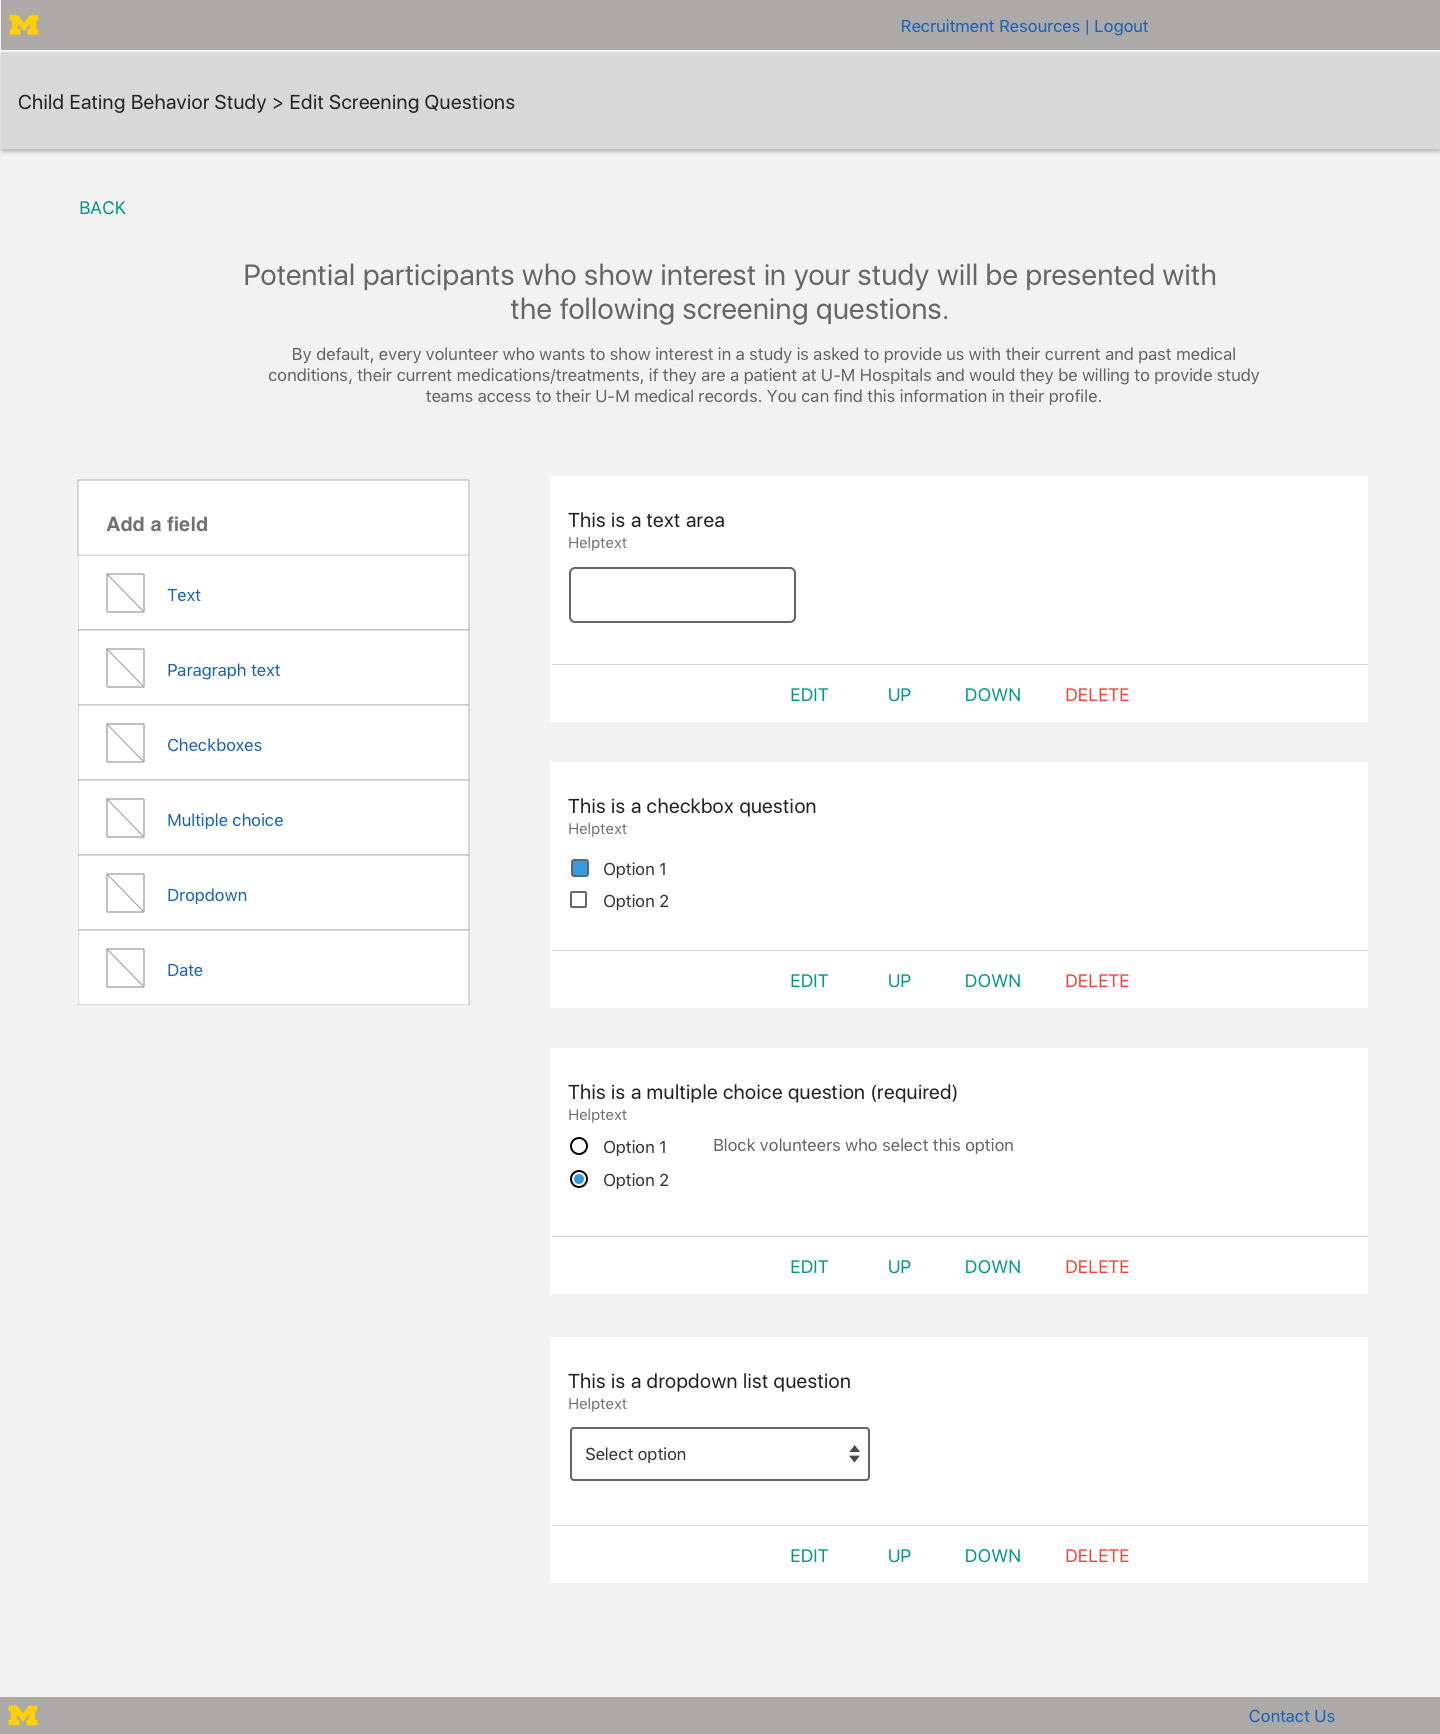 M
Recruitment Resources | Logout
Child Eating Behavior Study > Edit Screening Questions
BACK
Potential participants who show interest in your study will be presented with
the following screening questions.
By default, every volunteer who wants to show interest in a study is asked to provide us with their current and past medical
conditions, their current medications/treatments, if they are a patient at U-M Hospitals and would they be willing to provide study
teams access to their U-M medical records. You can find this information in their profile.
Add a field
Text
Paragraph text
Checkboxes
Multiple choice
Dropdown
Date
This is a text area
Helptext
EDIT UP DOWN DELETE
This is a checkbox question
Helptext
Option 1
Option 2
EDIT UP DOWN DELETE
This is a multiple choice question (required)
Helptext
Option 1 Block volunteers who select this option
Option 2
EDIT UP DOWN DELETE
This is a dropdown list question
Helptext
Select option
EDIT UP DOWN DELETE
M
Contact Us